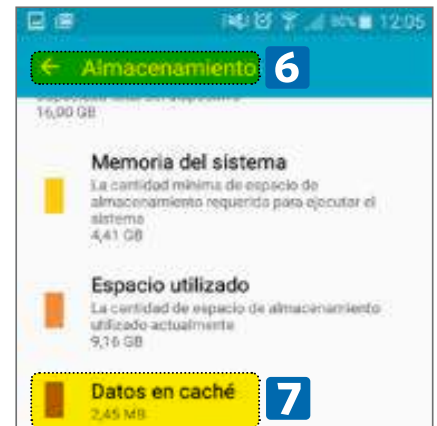 12:05
← Almacenamiento 6
16,00 GB
Memoria del sistema
La cantidad mínima de espacio de
almacenamiento requerida para ejecutar el
sistema
4,41 GB
Espacio utilizado
La cantidad de espacio de almacenamiento
utilizado actualmente
9,16 GB
Datos en caché 7
2,45 MB